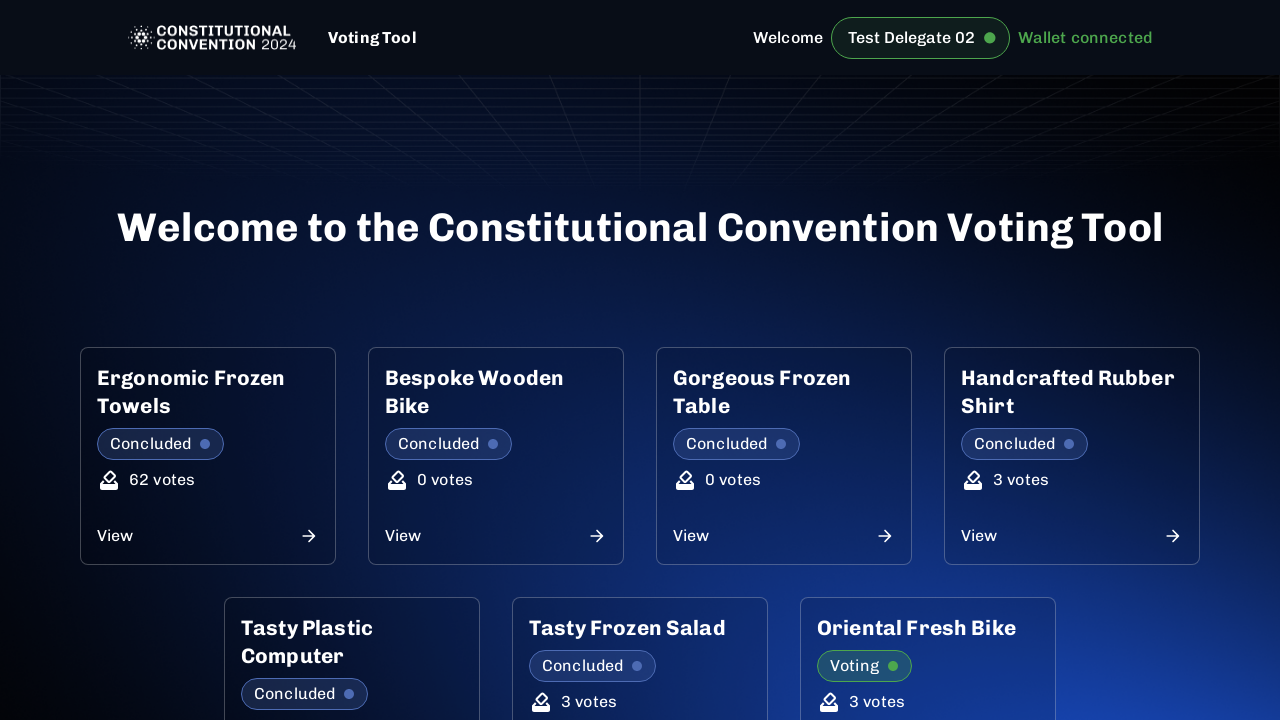 CONSTITUTIONAL
CONVENTION 2024
Voting Tool
Welcome
Test Delegate 02
Wallet connected
Welcome to the Constitutional Convention Voting Tool
Ergonomic Frozen
Towels
Concluded
62 votes
View
Bespoke Wooden
Bike
Concluded
0 votes
View
Gorgeous Frozen
Table
Concluded
0 votes
View
Handcrafted Rubber
Shirt
Concluded
3 votes
View
Tasty Plastic
Computer
Concluded
Tasty Frozen Salad
Concluded
3 votes
Oriental Fresh Bike
Voting
3 votes